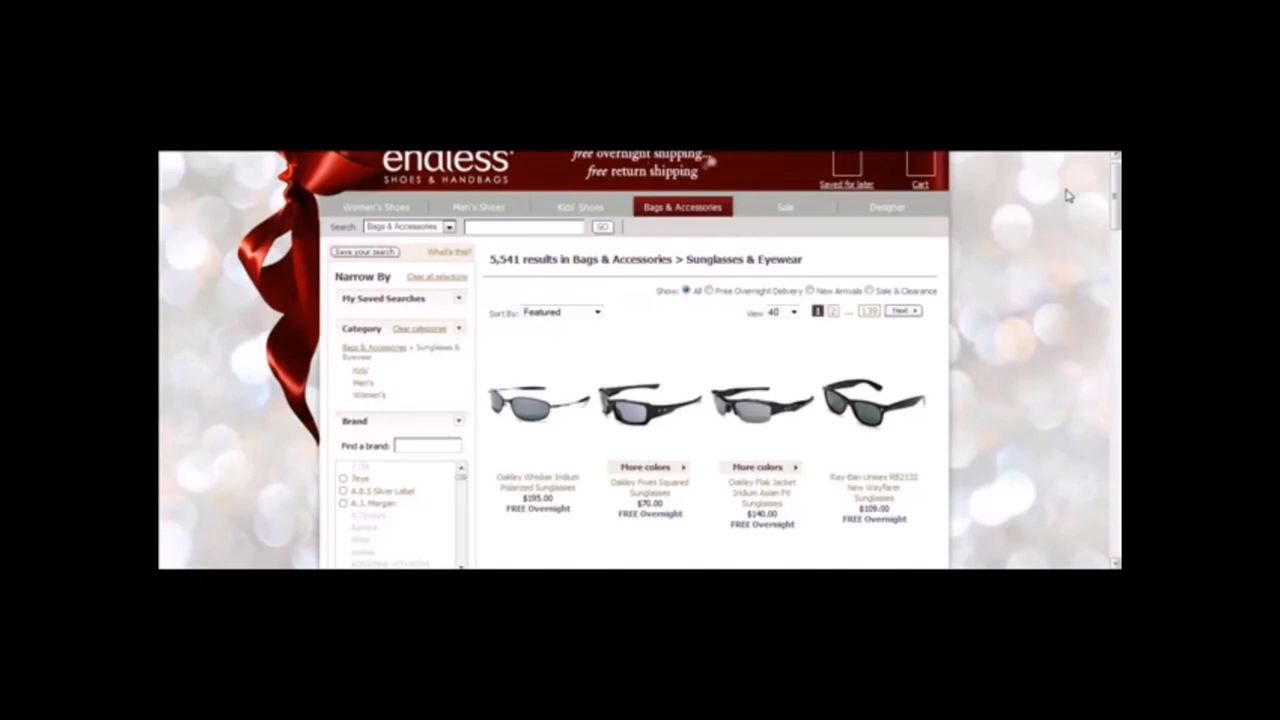 endless
SHOES & HANDBAGS
free overnight shipping...
free return shipping
Saved for later
Cart
Women's Shoes
Men's Shoes
Kids' Shoes
Bags & Accessories
Sale
Designer
Search
Bags & Accessories
GO
Save your search
What's this?
5,541 results in Bags & Accessories > Sunglasses & Eyewear
Narrow By
Clear all selections
Show: All Free Overnight Delivery New Arrivals Sale & Clearance
My Saved Searches
Sort By: Featured
View: 40
1 2 ... 139 Next
Category
Clear categories
Bags & Accessories > Sunglasses &
Eyewear
Kids'
Men's
Women's
Brand
Find a brand:
7eye
A.B.S Silver Label
A.J. Morgan
Oakley Whisker Iridium
Polarized Sunglasses
$195.00
FREE Overnight
More colors
Oakley Fives Squared
Sunglasses
$70.00
FREE Overnight
More colors
Oakley Flak Jacket
Iridium Asian Fit
Sunglasses
$140.00
FREE Overnight
Ray-Ban Unisex RB2132
New Wayfarer
Sunglasses
$109.00
FREE Overnight